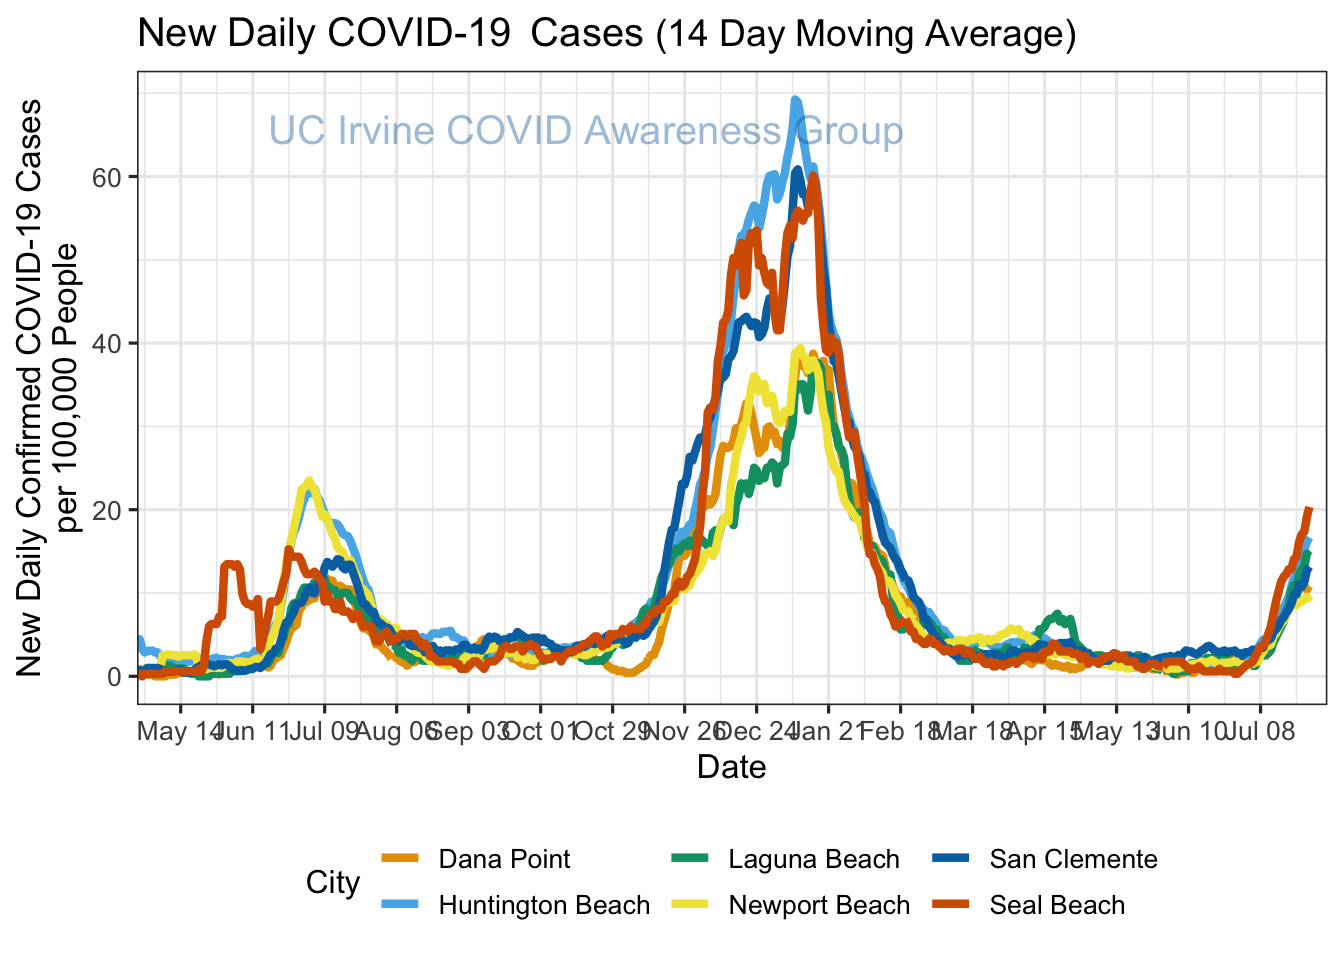 New Daily COVID-19  Cases (14 Day Moving Average)
UC Irvine COVID Awareness Group
New Daily Confirmed COVID-19 Cases
per 100,000 People
60
40
20
0
May 14 Jun 11 Jul 09 Aug 06 Sep 03 Oct 01 Oct 29 Nov 26 Dec 24 Jan 21 Feb 18 Mar 18 Apr 15 May 13 Jun 10 Jul 08
Date
City
Dana Point Laguna Beach San Clemente
Huntington Beach Newport Beach Seal Beach